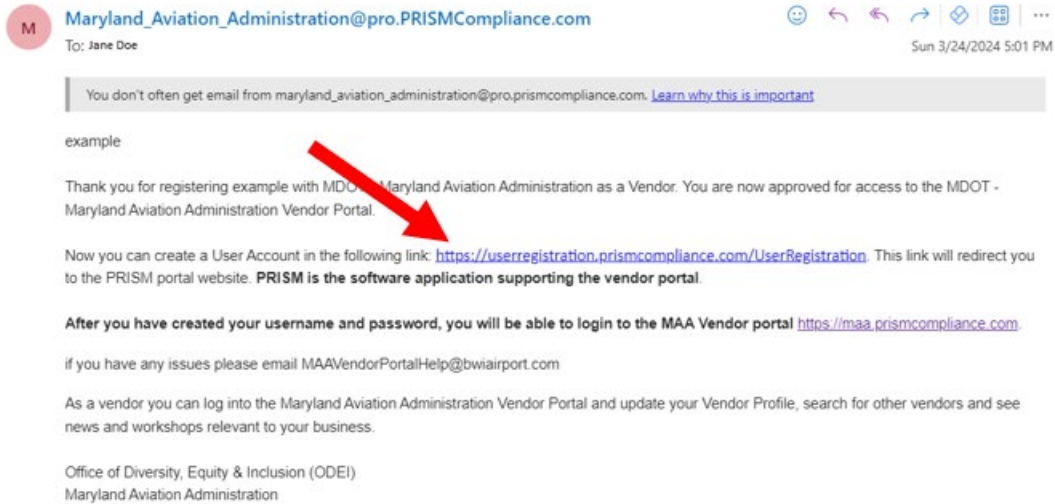 M
Maryland_Aviation_Administration@pro.PRISMCompliance.com
To: Jane Doe
Sun 3/24/2024 5:01 PM
You don't often get email from maryland_aviation_administration@pro.prismcompliance.com. Learn why this is important
example
Thank you for registering example with MDO Maryland Aviation Administration as a Vendor. You are now approved for access to the MDOT -
Maryland Aviation Administration Vendor Portal.
Now you can create a User Account in the following link: https://userregistration.prismcompliance.com/UserRegistration. This link will redirect you
to the PRISM portal website. PRISM is the software application supporting the vendor portal.
After you have created your username and password, you will be able to login to the MAA Vendor portal https://maa.prismcompliance.com.
if you have any issues please email MAAVendorPortalHelp@bwiairport.com
As a vendor you can log into the Maryland Aviation Administration Vendor Portal and update your Vendor Profile, search for other vendors and see
news and workshops relevant to your business.
Office of Diversity, Equity & Inclusion (ODEI)
Maryland Aviation Administration